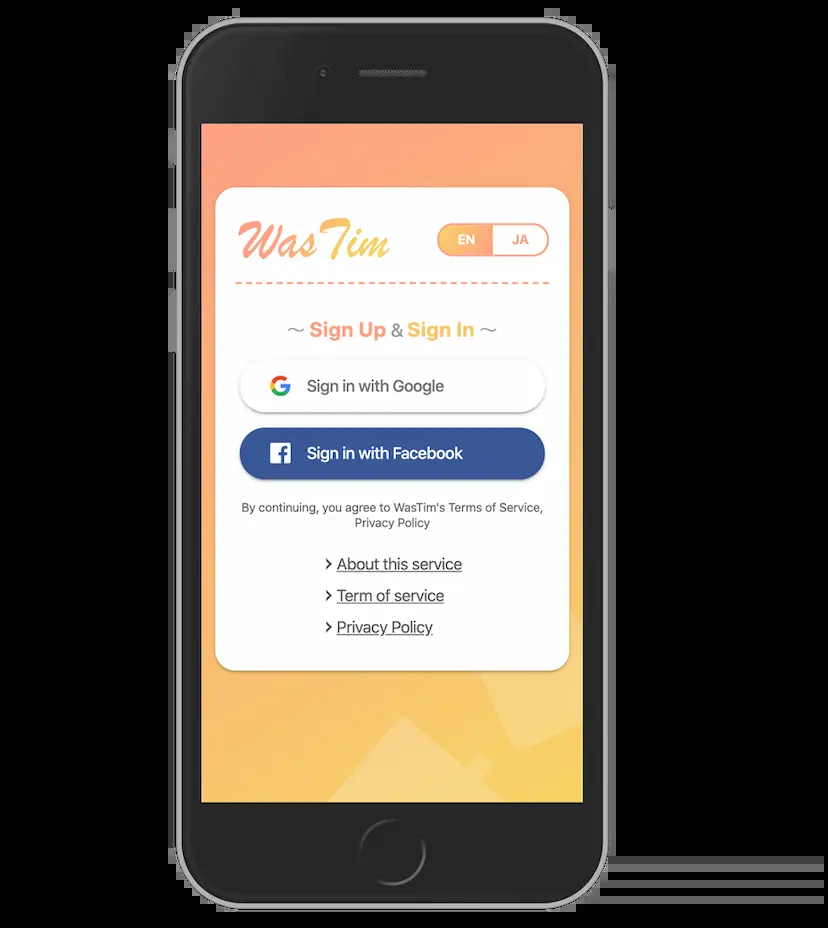 WasTim
EN JA
～ Sign Up & Sign In ～
Sign in with Google
Sign in with Facebook
By continuing, you agree to WasTim's Terms of Service,
Privacy Policy
About this service
Term of service
Privacy Policy